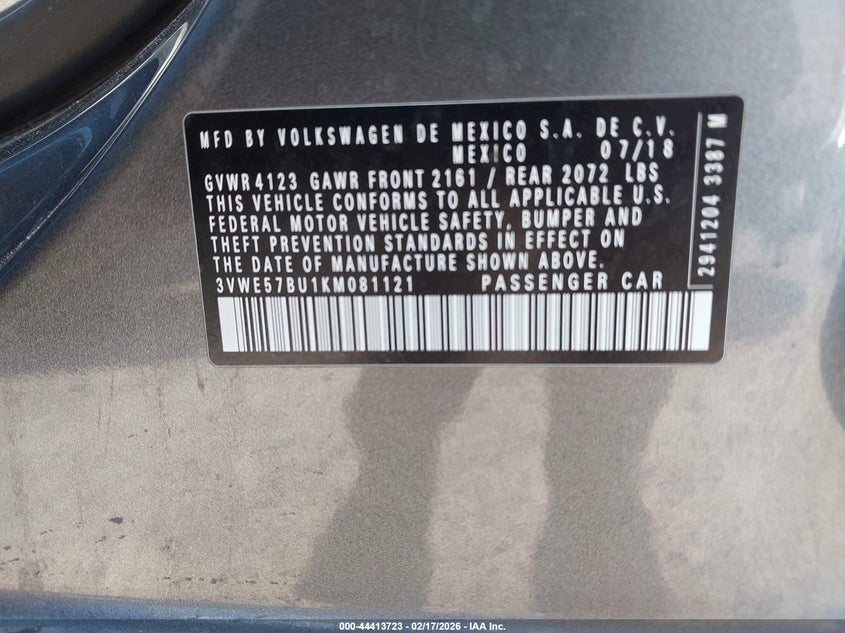 MFD BY VOLKSWAGEN DE MEXICO S.A. DE C.V.
MEXICO 07/18
GVWR 4123 GAWR FRONT 2161 / REAR 2072 LBS
THIS VEHICLE CONFORMS TO ALL APPLICABLE U.S.
FEDERAL MOTOR VEHICLE SAFETY, BUMPER AND
THEFT PREVENTION STANDARDS IN EFFECT ON
THE DATE OF MANUFACTURE SHOWN ABOVE.
3VWE57BU1KM081121 PASSENGER CAR
2941204 3387 M
000-44413723 - 02/17/2026 - IAA Inc.